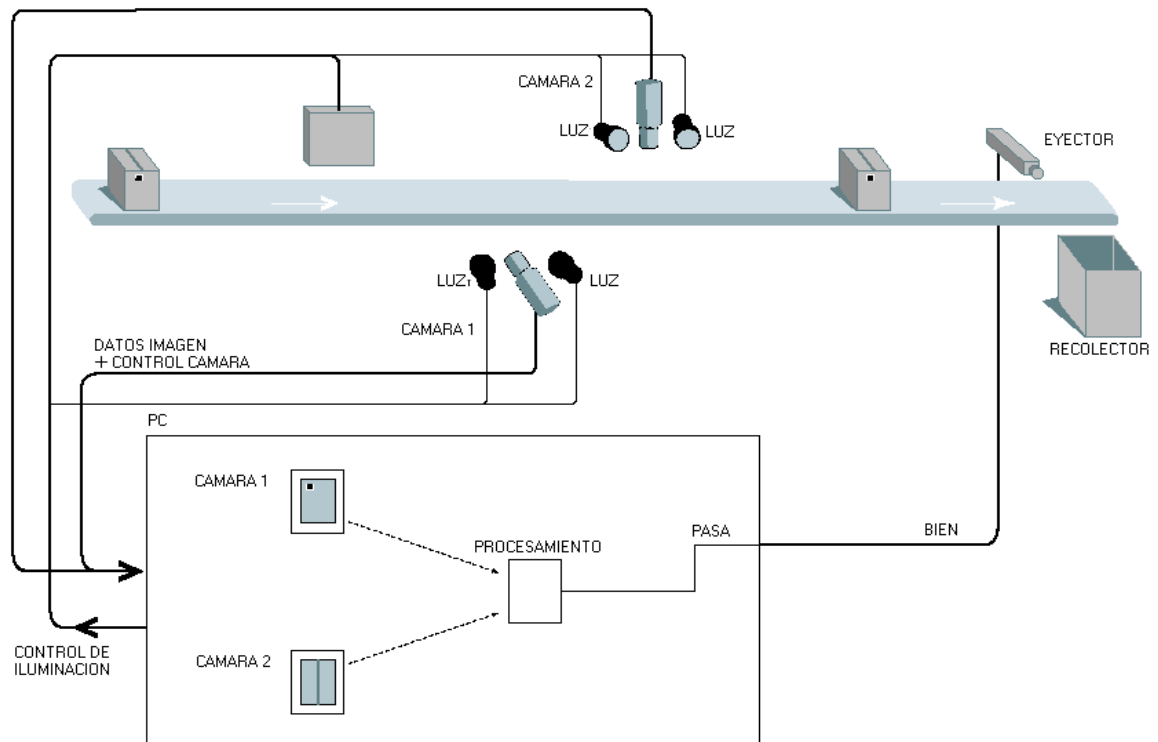 CAMARA 2
LUZ
LUZ
EYECTOR
LUZ
LUZ
CAMARA 1
RECOLECTOR
DATOS IMAGEN
+ CONTROL CAMARA
PC
CAMARA 1
PROCESAMIENTO
PASA
BIEN
CAMARA 2
CONTROL DE
ILUMINACION